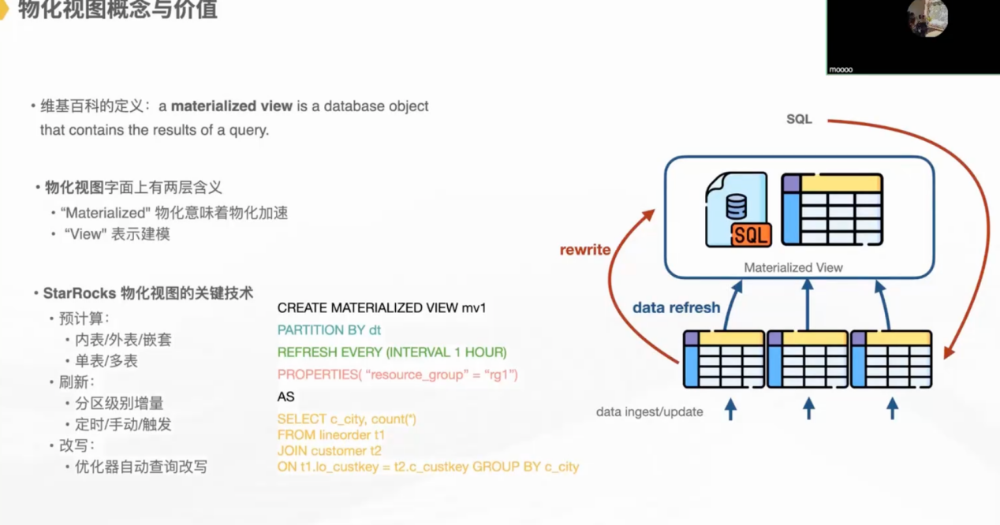 物化视图概念与价值
moooo
• 维基百科的定义：a materialized view is a database object
that contains the results of a query.
• 物化视图字面上有两层含义
• “Materialized" 物化意味着物化加速
• “View" 表示建模
• StarRocks 物化视图的关键技术
• 预计算：
• 内表/外表/嵌套
• 单表/多表
• 刷新：
• 分区级别增量
• 定时/手动/触发
• 改写：
• 优化器自动查询改写
CREATE MATERIALIZED VIEW mv1
PARTITION BY dt
REFRESH EVERY (INTERVAL 1 HOUR)
PROPERTIES( “resource_group” = “rg1”)
AS
SELECT c_city, count(*)
FROM lineorder t1
JOIN customer t2
ON t1.lo_custkey = t2.c_custkey GROUP BY c_city
SQL
SQL
Materialized View
rewrite
data refresh
data ingest/update